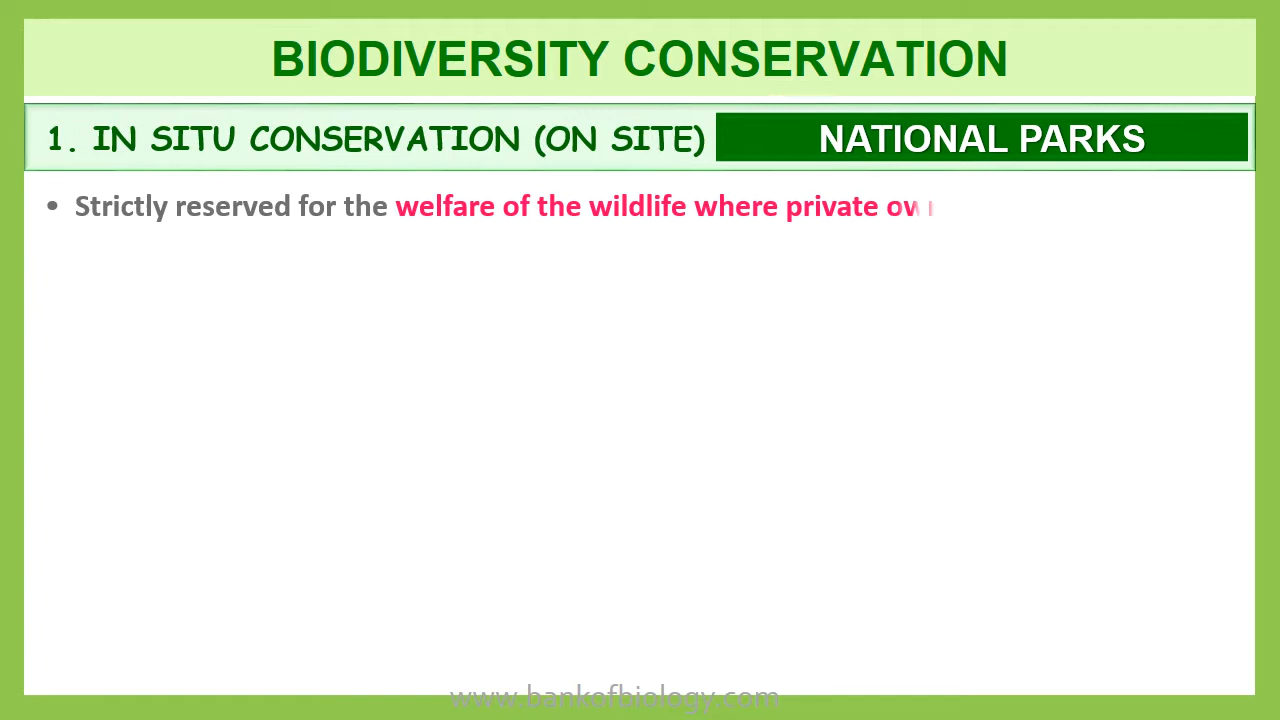 BIODIVERSITY CONSERVATION
1. IN SITU CONSERVATION (ON SITE) NATIONAL PARKS
• Strictly reserved for the welfare of the wildlife where private
www.bankofbiology.com